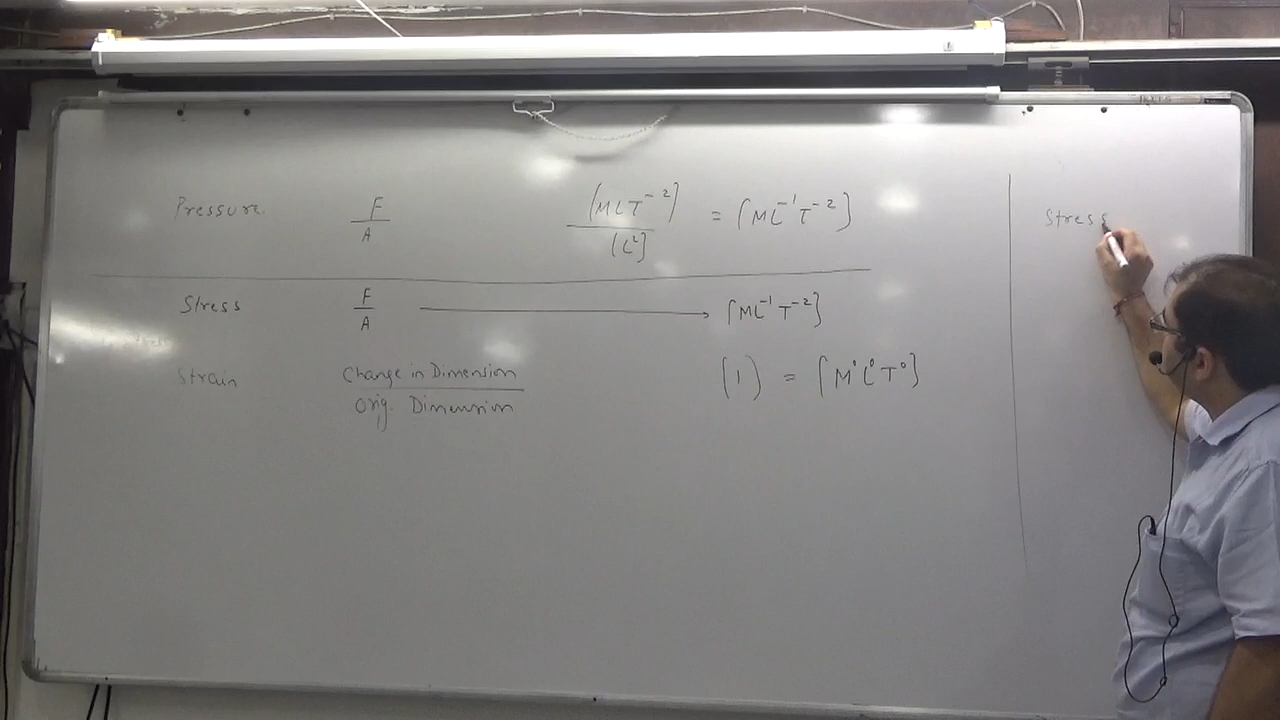 Pressure. F/A [MLT⁻²]/[L²] = [ML⁻¹T⁻²]
Stress F/A → [ML⁻¹T⁻²]
Strain Change in Dimension/Orig. Dimension (1) = [M⁰L⁰T⁰]
Stress